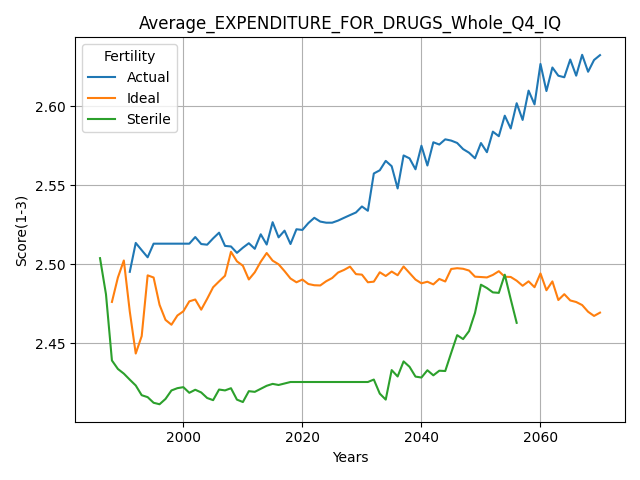 Average_EXPENDITURE_FOR_DRUGS_Whole_Q4_IQ
Fertility
Actual
Ideal
Sterile
Score(1-3)
2.60
2.55
2.50
2.45
2000 2020 2040 2060
Years